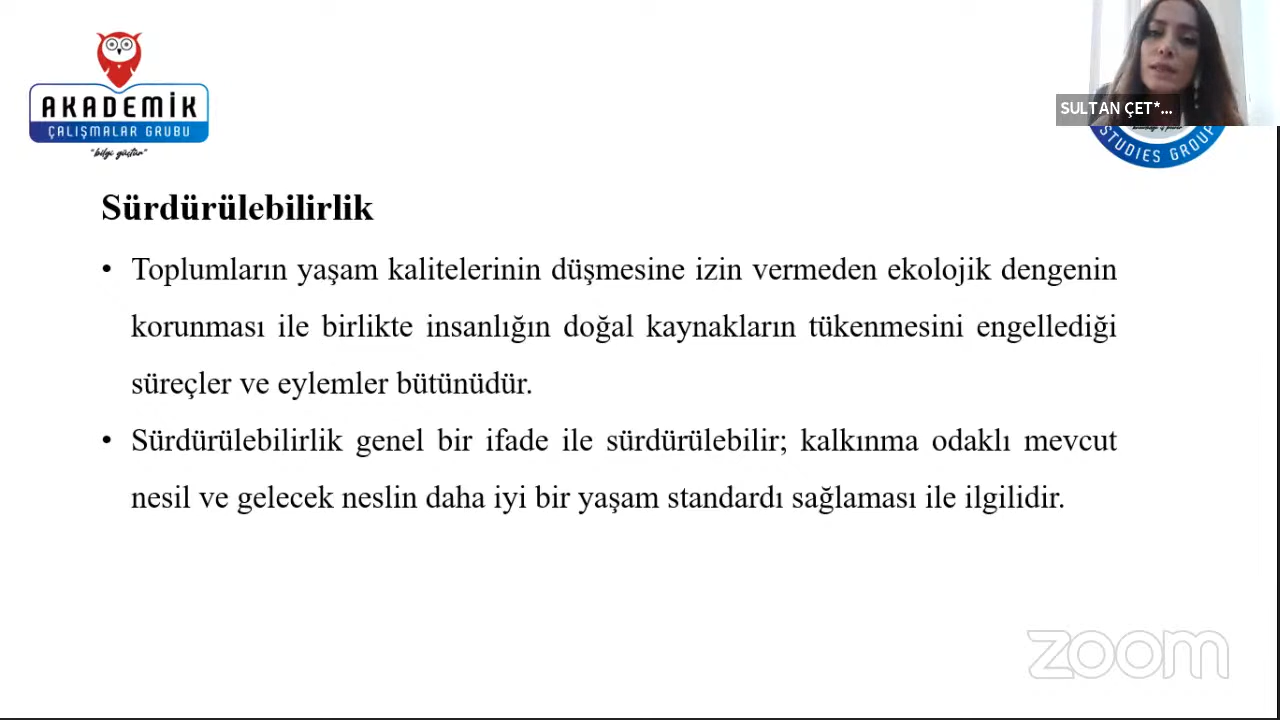 AKADEMİK
ÇALIŞMALAR GRUBU
"bilgi güçtür"
SULTAN ÇET*...
STUDIES GROUP
Sürdürülebilirlik
• Toplumların yaşam kalitelerinin düşmesine izin vermeden ekolojik dengenin
korunması ile birlikte insanlığın doğal kaynakların tükenmesini engellediği
süreçler ve eylemler bütünüdür.
• Sürdürülebilirlik genel bir ifade ile sürdürülebilir; kalkınma odaklı mevcut
nesil ve gelecek neslin daha iyi bir yaşam standardı sağlaması ile ilgilidir.
zoom